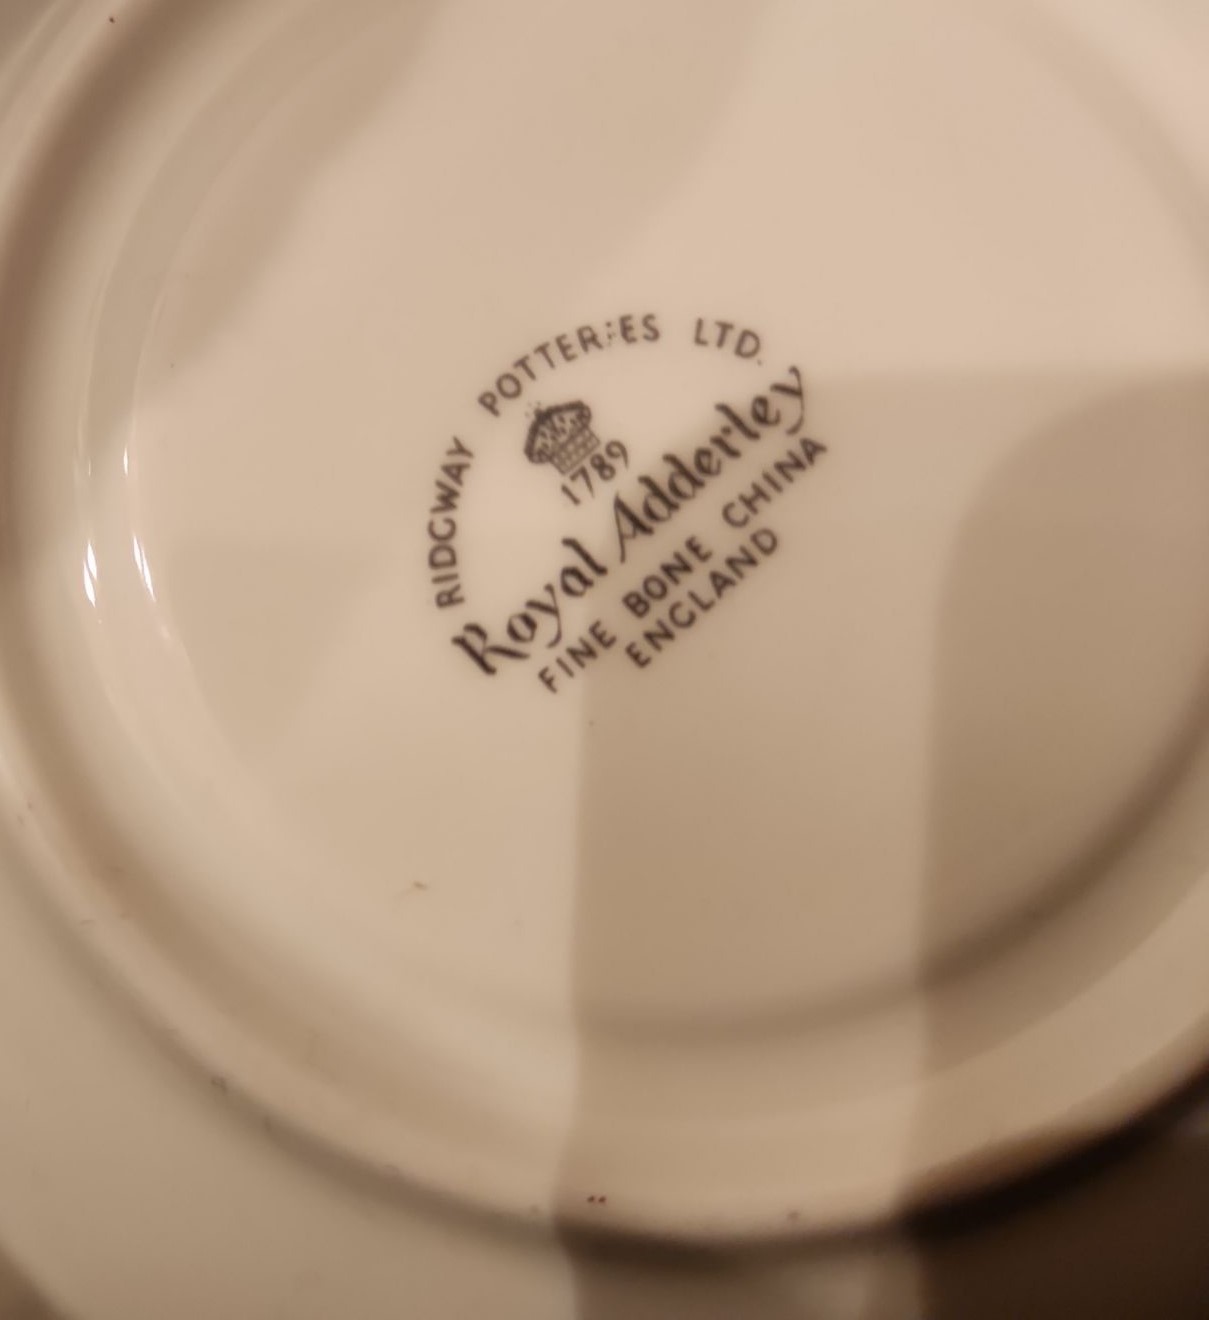 RIDGWAY POTTERIES LTD.
1789
Royal Adderley
FINE BONE CHINA
ENGLAND